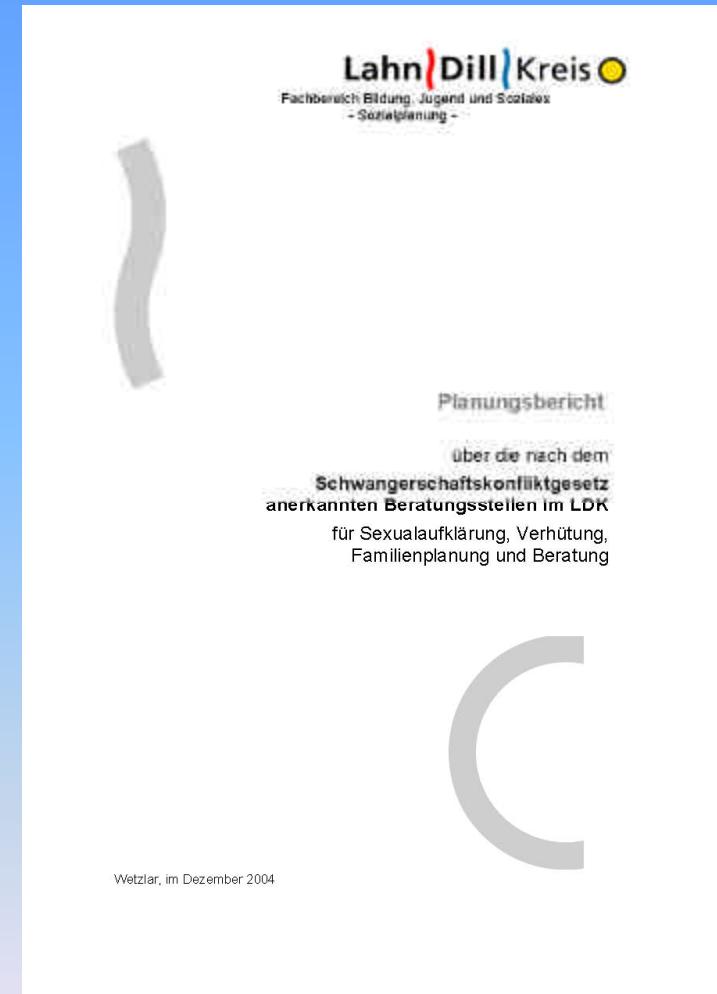 Lahn Dill Kreis
Fachbereich Bildung, Jugend und Soziales
- Sozialplanung -
Planungsbericht
über die nach dem
Schwangerschaftskonfliktgesetz
anerkannten Beratungsstellen im LDK
für Sexualaufklärung, Verhütung,
Familienplanung und Beratung
Wetzlar, im Dezember 2004